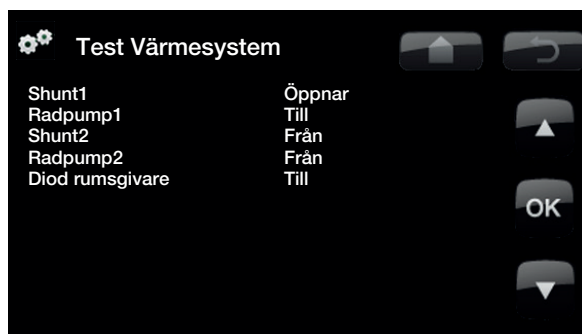 Test Värmesystem
Shunt1 Öppnar
Radpump1 Till
Shunt2 Från
Radpump2 Från
Diod rumsgivare Till
OK